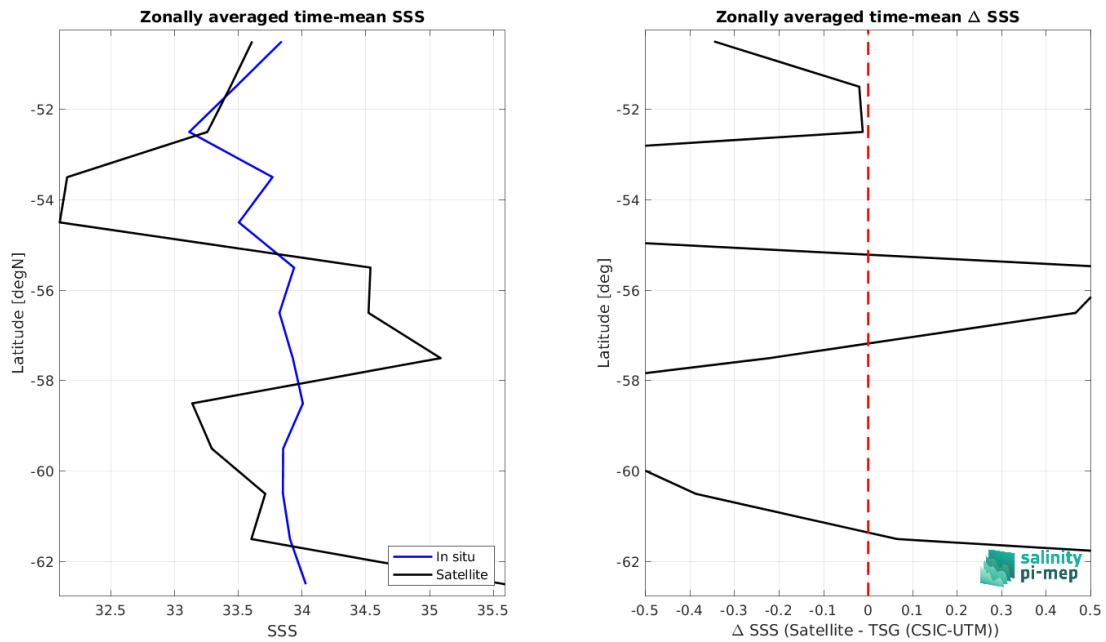 Zonally averaged time-mean SSS
-52
-54
-56
-58
-60
-62
Latitude [degN]
32.5 33 33.5 34 34.5 35 35.5
SSS
In situ
Satellite
Zonally averaged time-mean Δ SSS
-52
-54
-56
-58
-60
-62
Latitude [deg]
-0.5 -0.4 -0.3 -0.2 -0.1 0 0.1 0.2 0.3 0.4 0.5
Δ SSS (Satellite - TSG (CSIC-UTM))
salinity
pi-mep